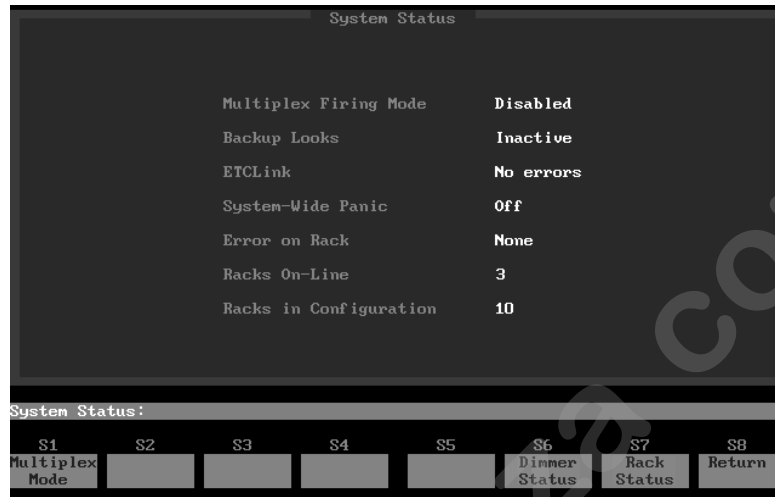 System Status
Multiplex Firing Mode Disabled
Backup Looks Inactive
ETCLink No errors
System-Wide Panic Off
Error on Rack None
Racks On-Line 3
Racks in Configuration 10
System Status:
S1 S2 S3 S4 S5 S6 S7 S8
Multiplex Dimmer Rack Return
Mode Status Status